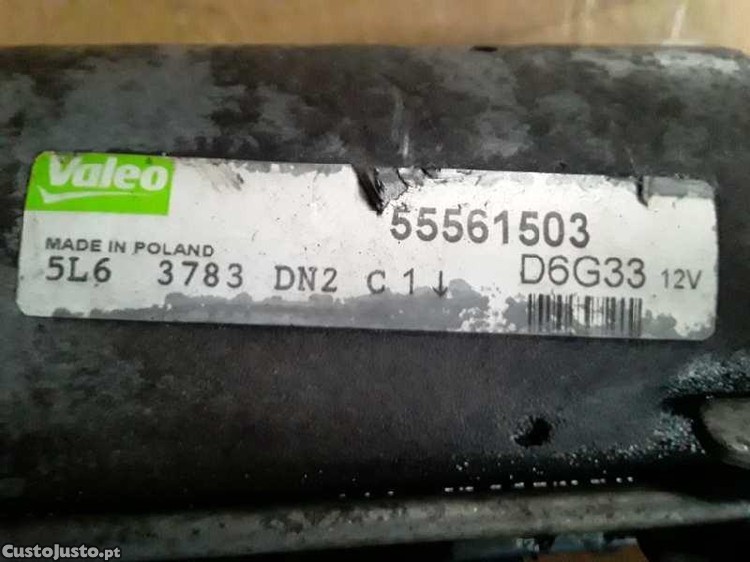 Valeo
55561503
MADE IN POLAND
5L6 3783 DN2 C1↓ D6G33 12V
CustoJusto.pt